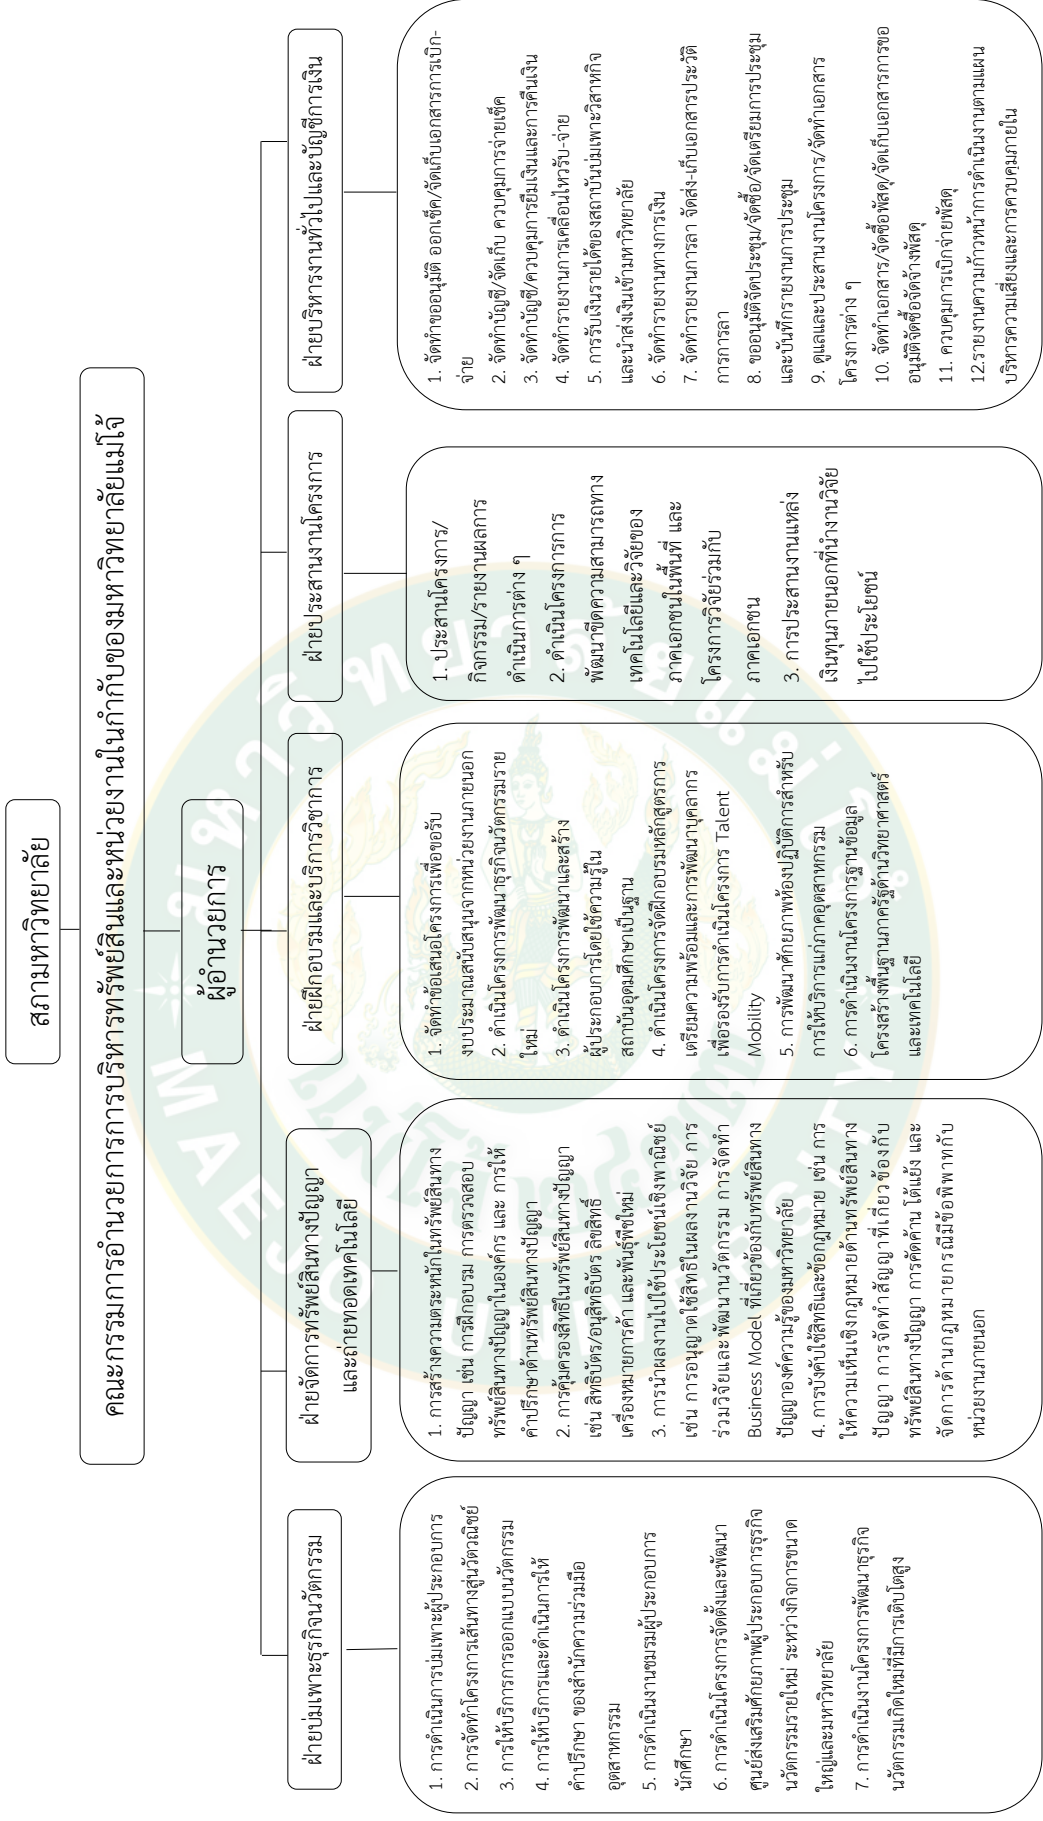 สภามหาวิทยาลัย
คณะกรรมการอำนวยการการบริหารทรัพย์สินและหน่วยงานในกำกับของมหาวิทยาลัยแม่โจ้
ผู้อำนวยการ
ฝ่ายบ่มเพาะธุรกิจนวัตกรรม
1. การดำเนินการบ่มเพาะผู้ประกอบการ
2. การจัดทำโครงการเส้นทางสู่นวัตวณิชย์
3. การให้บริการการออกแบบนวัตกรรม
4. การให้บริการและดำเนินการให้
คำปรึกษา ของสำนักความร่วมมือ
อุตสาหกรรม
5. การดำเนินงานชมรมผู้ประกอบการ
นักศึกษา
6. การดำเนินโครงการจัดตั้งและพัฒนา
ศูนย์ส่งเสริมศักยภาพผู้ประกอบการธุรกิจ
นวัตกรรมรายใหม่ ระหว่างกิจการขนาด
ใหญ่และมหาวิทยาลัย
7. การดำเนินงานโครงการพัฒนาธุรกิจ
นวัตกรรมเกิดใหม่ที่มีการเติบโตสูง
ฝ่ายจัดการทรัพย์สินทางปัญญา
และถ่ายทอดเทคโนโลยี
1. การสร้างความตระหนักในทรัพย์สินทาง
ปัญญา เช่น การฝึกอบรม การตรวจสอบ
ทรัพย์สินทางปัญญาในองค์กร และ การให้
คำปรึกษาด้านทรัพย์สินทางปัญญา
2. การคุ้มครองสิทธิในทรัพย์สินทางปัญญา
เช่น สิทธิบัตร/อนุสิทธิบัตร ลิขสิทธิ์
เครื่องหมายการค้า และพันธุ์พืชใหม่
3. การนำผลงานไปใช้ประโยชน์เชิงพาณิชย์
เช่น การอนุญาตใช้สิทธิในผลงานวิจัย การ
ร่วมวิจัยและพัฒนานวัตกรรม การจัดทำ
Business Model ที่เกี่ยวข้องกับทรัพย์สินทาง
ปัญญาองค์ความรู้ของมหาวิทยาลัย
4. การบังคับใช้สิทธิและข้อกฎหมาย เช่น การ
ให้ความเห็นเชิงกฎหมายด้านทรัพย์สินทาง
ปัญญา การจัดทำสัญญาที่เกี่ยวข้องกับ
ทรัพย์สินทางปัญญา การคัดค้าน โต้แย้ง และ
จัดการด้านกฎหมายกรณีมีข้อพิพาทกับ
หน่วยงานภายนอก
ฝ่ายฝึกอบรมและบริการวิชาการ
1. จัดทำข้อเสนอโครงการเพื่อขอรับ
งบประมาณสนับสนุนจากหน่วยงานภายนอก
2. ดำเนินโครงการพัฒนาธุรกิจนวัตกรรมราย
ใหม่
3. ดำเนินโครงการพัฒนาและสร้าง
ผู้ประกอบการโดยใช้ความรู้ใน
สถาบันอุดมศึกษาเป็นฐาน
4. ดำเนินโครงการจัดฝึกอบรมหลักสูตรการ
เตรียมความพร้อมและการพัฒนาบุคลากร
เพื่อรองรับการดำเนินโครงการ Talent
Mobility
5. การพัฒนาศักยภาพห้องปฏิบัติการสำหรับ
การให้บริการแก่ภาคอุตสาหกรรม
6. การดำเนินงานโครงการฐานข้อมูล
โครงสร้างพื้นฐานภาครัฐด้านวิทยาศาสตร์
และเทคโนโลยี
ฝ่ายประสานงานโครงการ
1. ประสานโครงการ/
กิจกรรม/รายงานผลการ
ดำเนินการต่าง ๆ
2. ดำเนินโครงการการ
พัฒนาขีดความสามารถทาง
เทคโนโลยีและวิจัยของ
ภาคเอกชนในพื้นที่ และ
โครงการวิจัยร่วมกับ
ภาคเอกชน
3. การประสานงานแหล่ง
เงินทุนภายนอกที่นำงานวิจัย
ไปใช้ประโยชน์
ฝ่ายบริหารงานทั่วไปและบัญชีการเงิน
1. จัดทำขออนุมัติ ออกเช็ค/จัดเก็บเอกสารการเบิก-
จ่าย
2. จัดทำบัญชี/จัดเก็บ ควบคุมการจ่ายเช็ค
3. จัดทำบัญชี/ควบคุมการยืมเงินและการคืนเงิน
4. จัดทำรายงานการเคลื่อนไหวรับ-จ่าย
5. การรับเงินรายได้ของสถาบันบ่มเพาะวิสาหกิจ
และนำส่งเงินเข้ามหาวิทยาลัย
6. จัดทำรายงานทางการเงิน
7. จัดทำรายงานการลา จัดส่ง-เก็บเอกสารประวัติ
การการลา
8. ขออนุมัติจัดประชุม/จัดซื้อ/จัดเตรียมการประชุม
และบันทึกรายงานการประชุม
9. ดูแลและประสานงานโครงการ/จัดทำเอกสาร
โครงการต่าง ๆ
10. จัดทำเอกสาร/จัดซื้อพัสดุ/จัดเก็บเอกสารการขอ
อนุมัติจัดซื้อจัดจ้างพัสดุ
11. ควบคุมการเบิกจ่ายพัสดุ
12.รายงานความก้าวหน้าการดำเนินงานตามแผน
บริหารความเสี่ยงและการควบคุมภายใน
มหาวิทยาลัยแม่โจ้
MAEJO UNIVERSITY